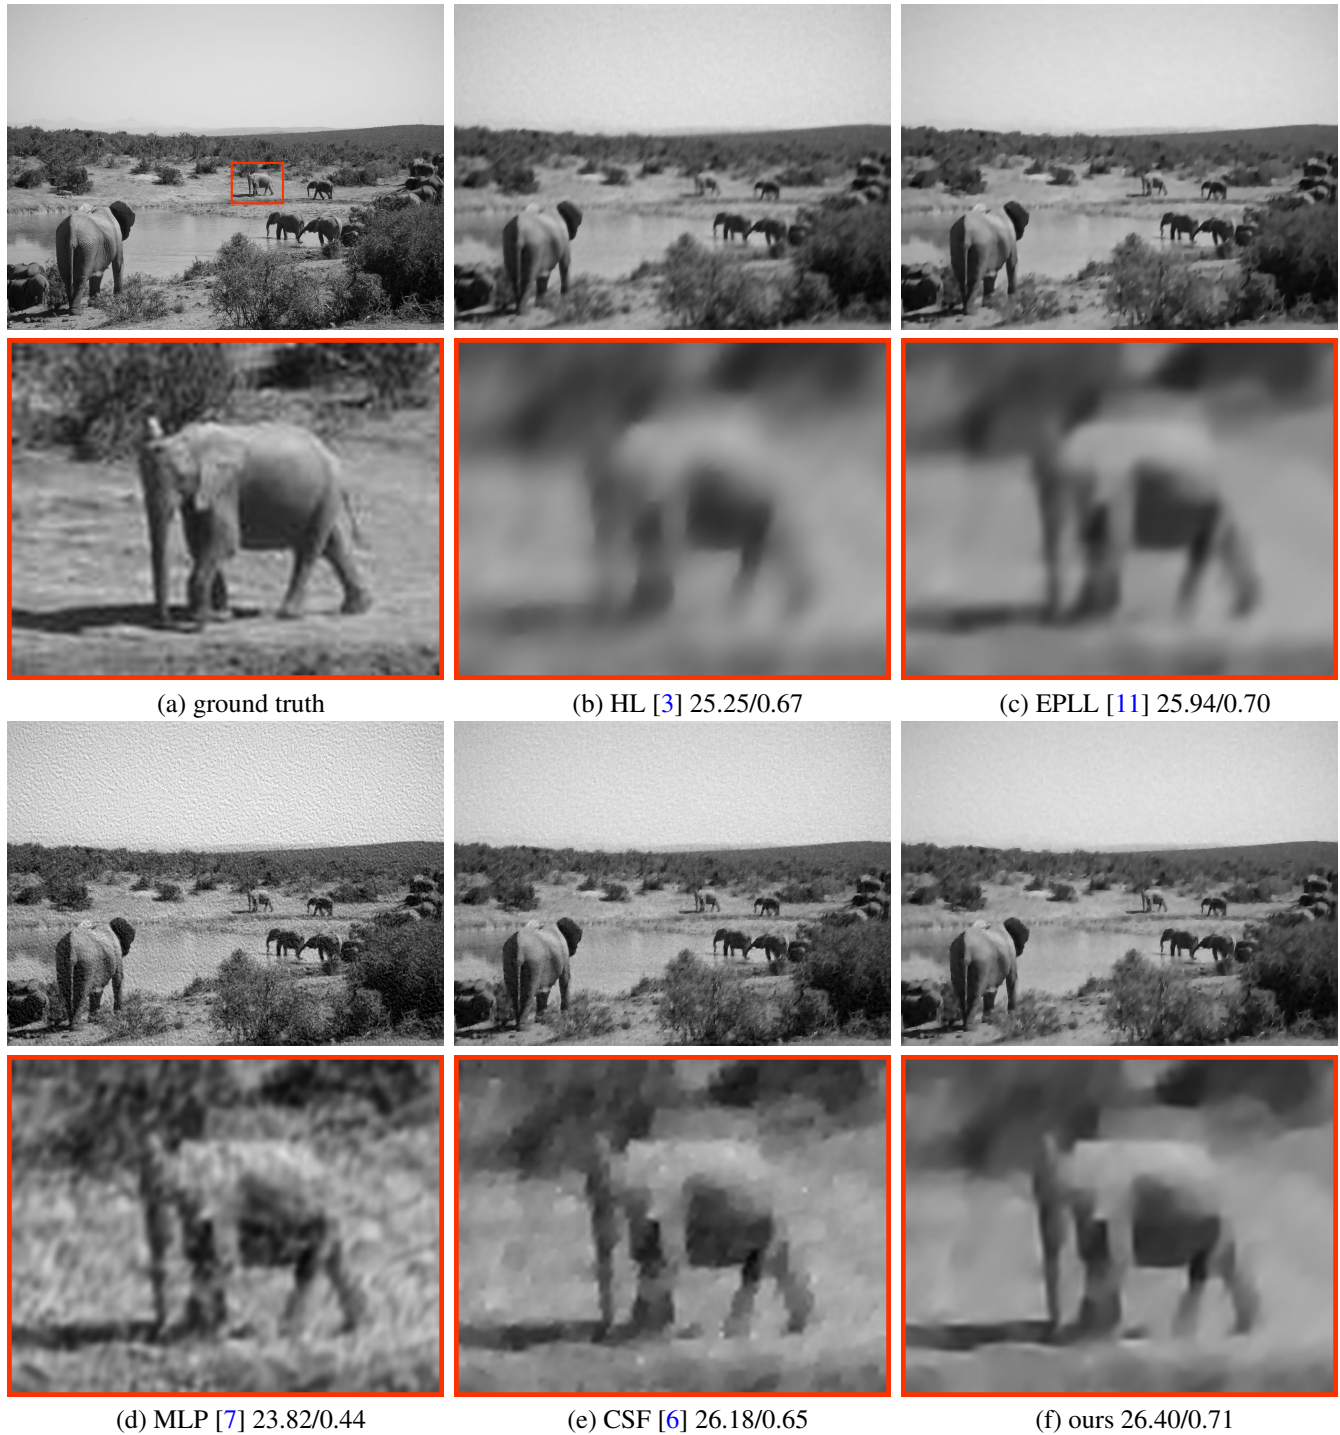 (a) ground truth
(b) HL [3] 25.25/0.67
(c) EPLL [11] 25.94/0.70
(d) MLP [7] 23.82/0.44
(e) CSF [6] 26.18/0.65
(f) ours 26.40/0.71